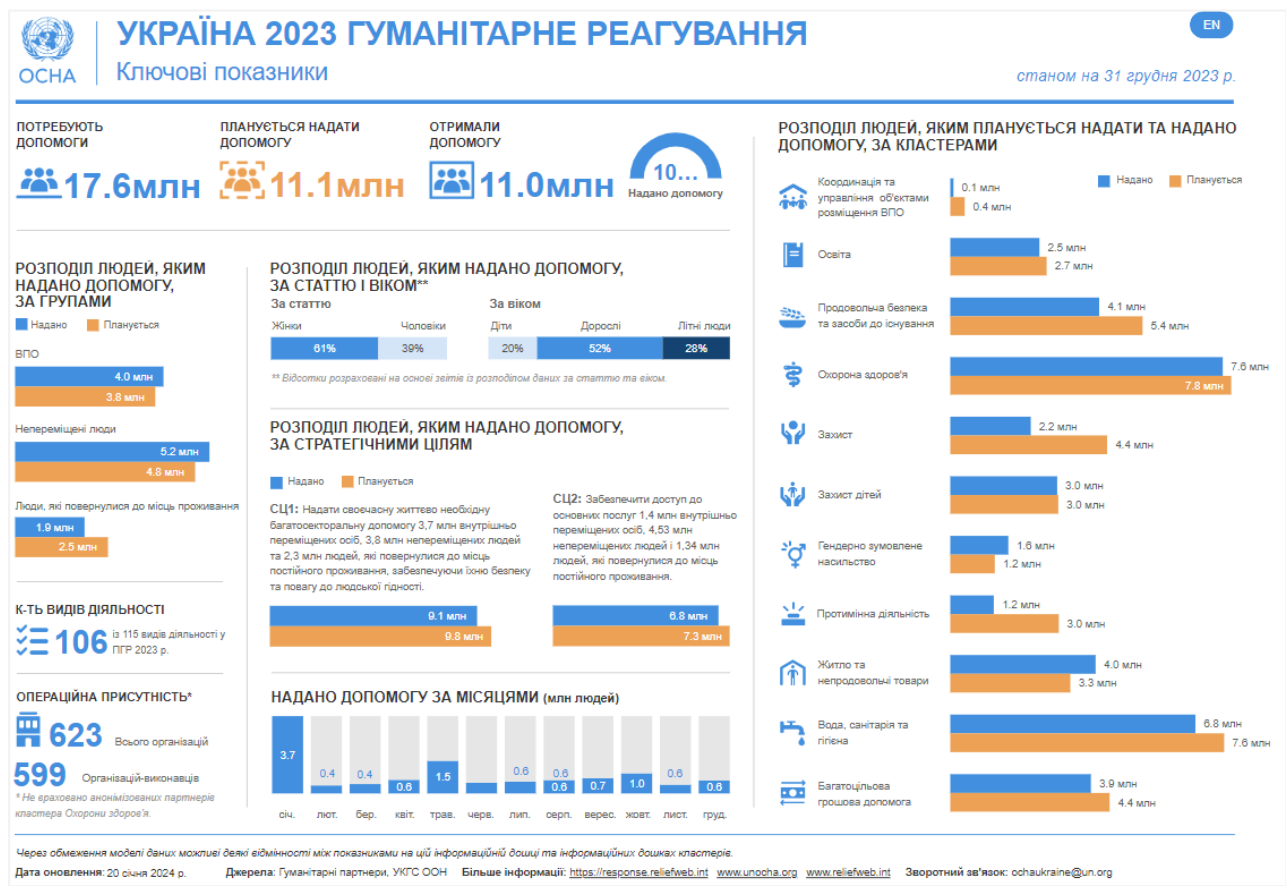 OCHA
УКРАЇНА 2023 ГУМАНІТАРНЕ РЕАГУВАННЯ
Ключові показники
EN
станом на 31 грудня 2023 р.
ПОТРЕБУЮТЬ
ДОПОМОГИ
17.6млн
ПЛАНУЄТЬСЯ НАДАТИ
ДОПОМОГУ
11.1млн
ОТРИМАЛИ
ДОПОМОГУ
11.0млн
10...
Надано допомогу
РОЗПОДІЛ ЛЮДЕЙ, ЯКИМ
НАДАНО ДОПОМОГУ,
ЗА ГРУПАМИ
Надано Планується
ВПО
4.0 млн
3.8 млн
Непереміщені люди
5.2 млн
4.8 млн
Люди, які повернулися до місць проживання
1.9 млн
2.5 млн
К-ТЬ ВИДІВ ДІЯЛЬНОСТІ
106 із 115 видів діяльності у
ПГР 2023 р.
ОПЕРАЦІЙНА ПРИСУТНІСТЬ*
623 Всього організацій
599 Організацій-виконавців
* Не враховано анонімізованих партнерів
кластера Охорони здоров'я.
РОЗПОДІЛ ЛЮДЕЙ, ЯКИМ НАДАНО ДОПОМОГУ,
ЗА СТАТТЮ І ВІКОМ**
За статтю За віком
Жінки Чоловіки Діти Дорослі Літні люди
61% 39% 20% 52% 28%
** Відсотки розраховані на основі звітів із розподілом даних за статтю та віком.
РОЗПОДІЛ ЛЮДЕЙ, ЯКИМ НАДАНО ДОПОМОГУ,
ЗА СТРАТЕГІЧНИМИ ЦІЛЯМ
Надано Планується
СЦ1: Надати своєчасну життєво необхідну
багатосекторальну допомогу 3,7 млн внутрішньо
переміщених осіб, 3,8 млн непереміщених людей
та 2,3 млн людей, які повернулися до місць
постійного проживання, забезпечуючи їхню безпеку
та повагу до людської гідності.
9.1 млн
9.8 млн
СЦ2: Забезпечити доступ до
основних послуг 1,4 млн внутрішньо
переміщених осіб, 4,53 млн
непереміщених людей і 1,34 млн
людей, які повернулися до місць
постійного проживання.
6.8 млн
7.3 млн
НАДАНО ДОПОМОГУ ЗА МІСЯЦЯМИ (млн людей)
3.7 0.4 0.4 0.6 1.5 0.6 0.6 0.6 0.7 1.0 0.6 0.6
січ. лют. бер. квіт. трав. черв. лип. серп. верес. жовт. лист. груд.
РОЗПОДІЛ ЛЮДЕЙ, ЯКИМ ПЛАНУЄТЬСЯ НАДАТИ ТА НАДАНО
ДОПОМОГУ, ЗА КЛАСТЕРАМИ
Надано Планується
Координація та
управління об'єктами
розміщення ВПО
0.1 млн
0.4 млн
Освіта
2.5 млн
2.7 млн
Продовольча безпека
та засоби до існування
4.1 млн
5.4 млн
Охорона здоров'я
7.6 млн
7.8 млн
Захист
2.2 млн
4.4 млн
Захист дітей
3.0 млн
3.0 млн
Гендерно зумовлене
насильство
1.6 млн
1.2 млн
Протимінна діяльність
1.2 млн
3.0 млн
Житло та
непродовольчі товари
4.0 млн
3.3 млн
Вода, санітарія та
гігієна
6.8 млн
7.6 млн
Багатоцільова
грошова допомога
3.9 млн
4.4 млн
Через обмеження моделі даних можливі деякі відмінності між показниками на цій інформаційній дошці та інформаційних дошках кластерів.
Дата оновлення: 20 січня 2024 р. Джерела: Гуманітарні партнери, УКГС ООН Більше інформації: https://response.reliefweb.int www.unocha.org www.reliefweb.int Зворотний зв'язок: ochaukraine@un.org